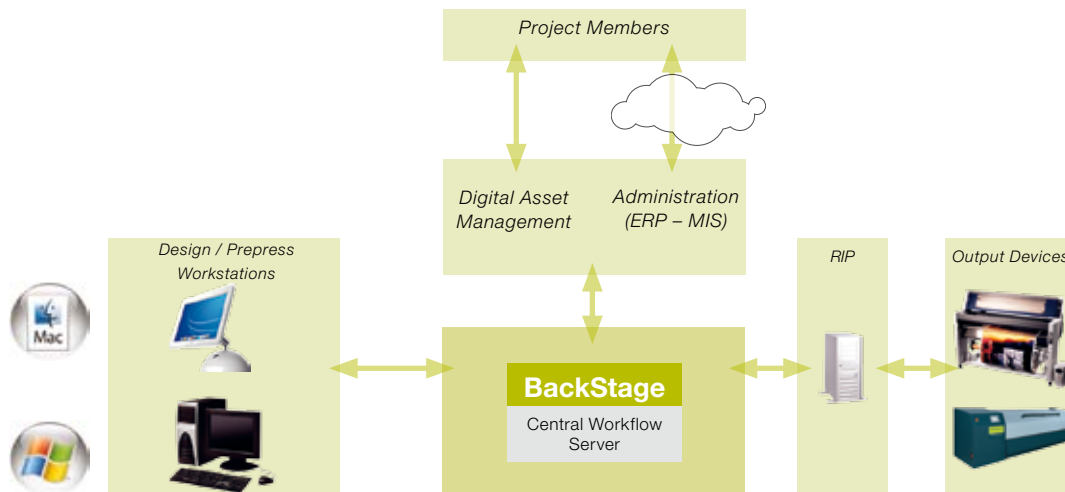 Project Members
Digital Asset
Management
Administration
(ERP – MIS)
Design / Prepress
Workstations
RIP
Output Devices
Mac
BackStage
Central Workflow
Server